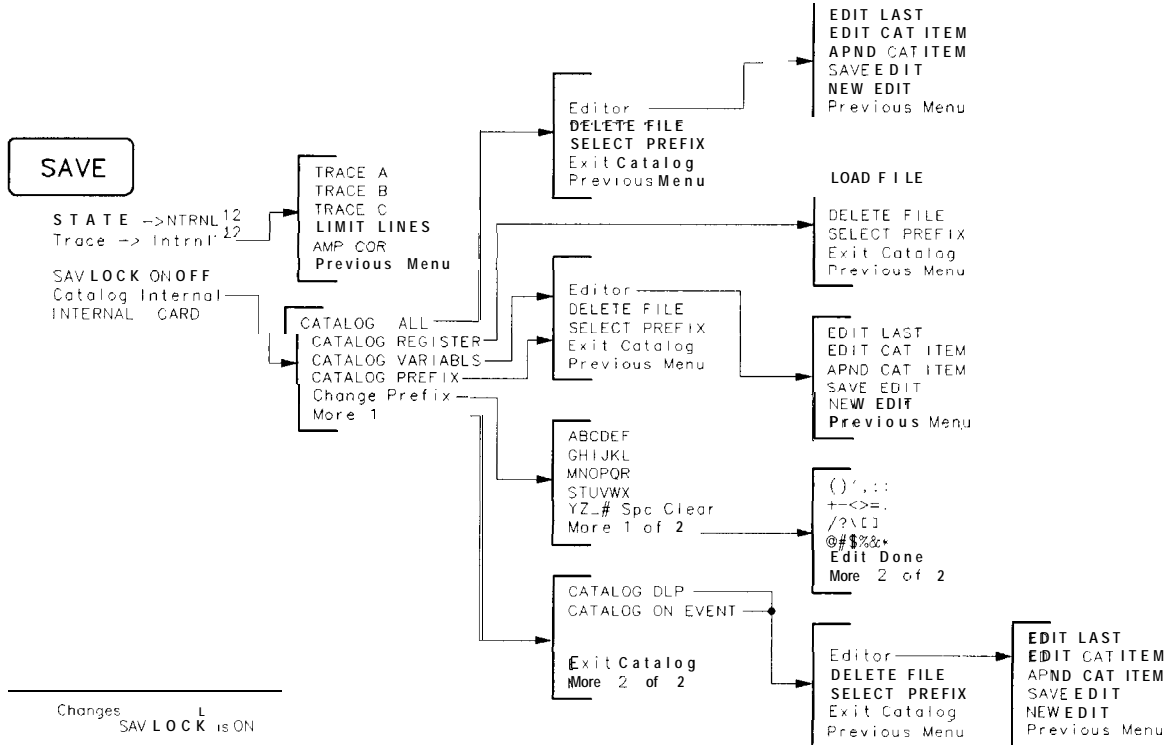 SAVE
STATE ->NTRNL 12
Trace -> Intrnl 12
SAV LOCK ON OFF
Catalog Internal
INTERNAL CARD
TRACE A
TRACE B
TRACE C
LIMIT LINES
AMP COR
Previous Menu
CATALOG ALL
CATALOG REGISTER
CATALOG VARIABLS
CATALOG PREFIX
Change Prefix
More 1
Editor
DELETE FILE
SELECT PREFIX
Exit Catalog
Previous Menu
EDIT LAST
EDIT CAT ITEM
APND CAT ITEM
SAVE EDIT
NEW EDIT
Previous Menu
LOAD FILE
DELETE FILE
SELECT PREFIX
Exit Catalog
Previous Menu
Editor
DELETE FILE
SELECT PREFIX
Exit Catalog
Previous Menu
EDIT LAST
EDIT CAT ITEM
APND CAT ITEM
SAVE EDIT
NEW EDIT
Previous Menu
ABCDEF
GHIJKL
MNOPQR
STUVWX
YZ_# Spc Clear
More 1 of 2
()',:;
+-<>=.
/?\[]
@#$%&*
Edit Done
More 2 of 2
CATALOG DLP
CATALOG ON EVENT
Exit Catalog
More 2 of 2
Editor
DELETE FILE
SELECT PREFIX
Exit Catalog
Previous Menu
EDIT LAST
EDIT CAT ITEM
APND CAT ITEM
SAVE EDIT
NEW EDIT
Previous Menu
Changes L
SAV LOCK is ON